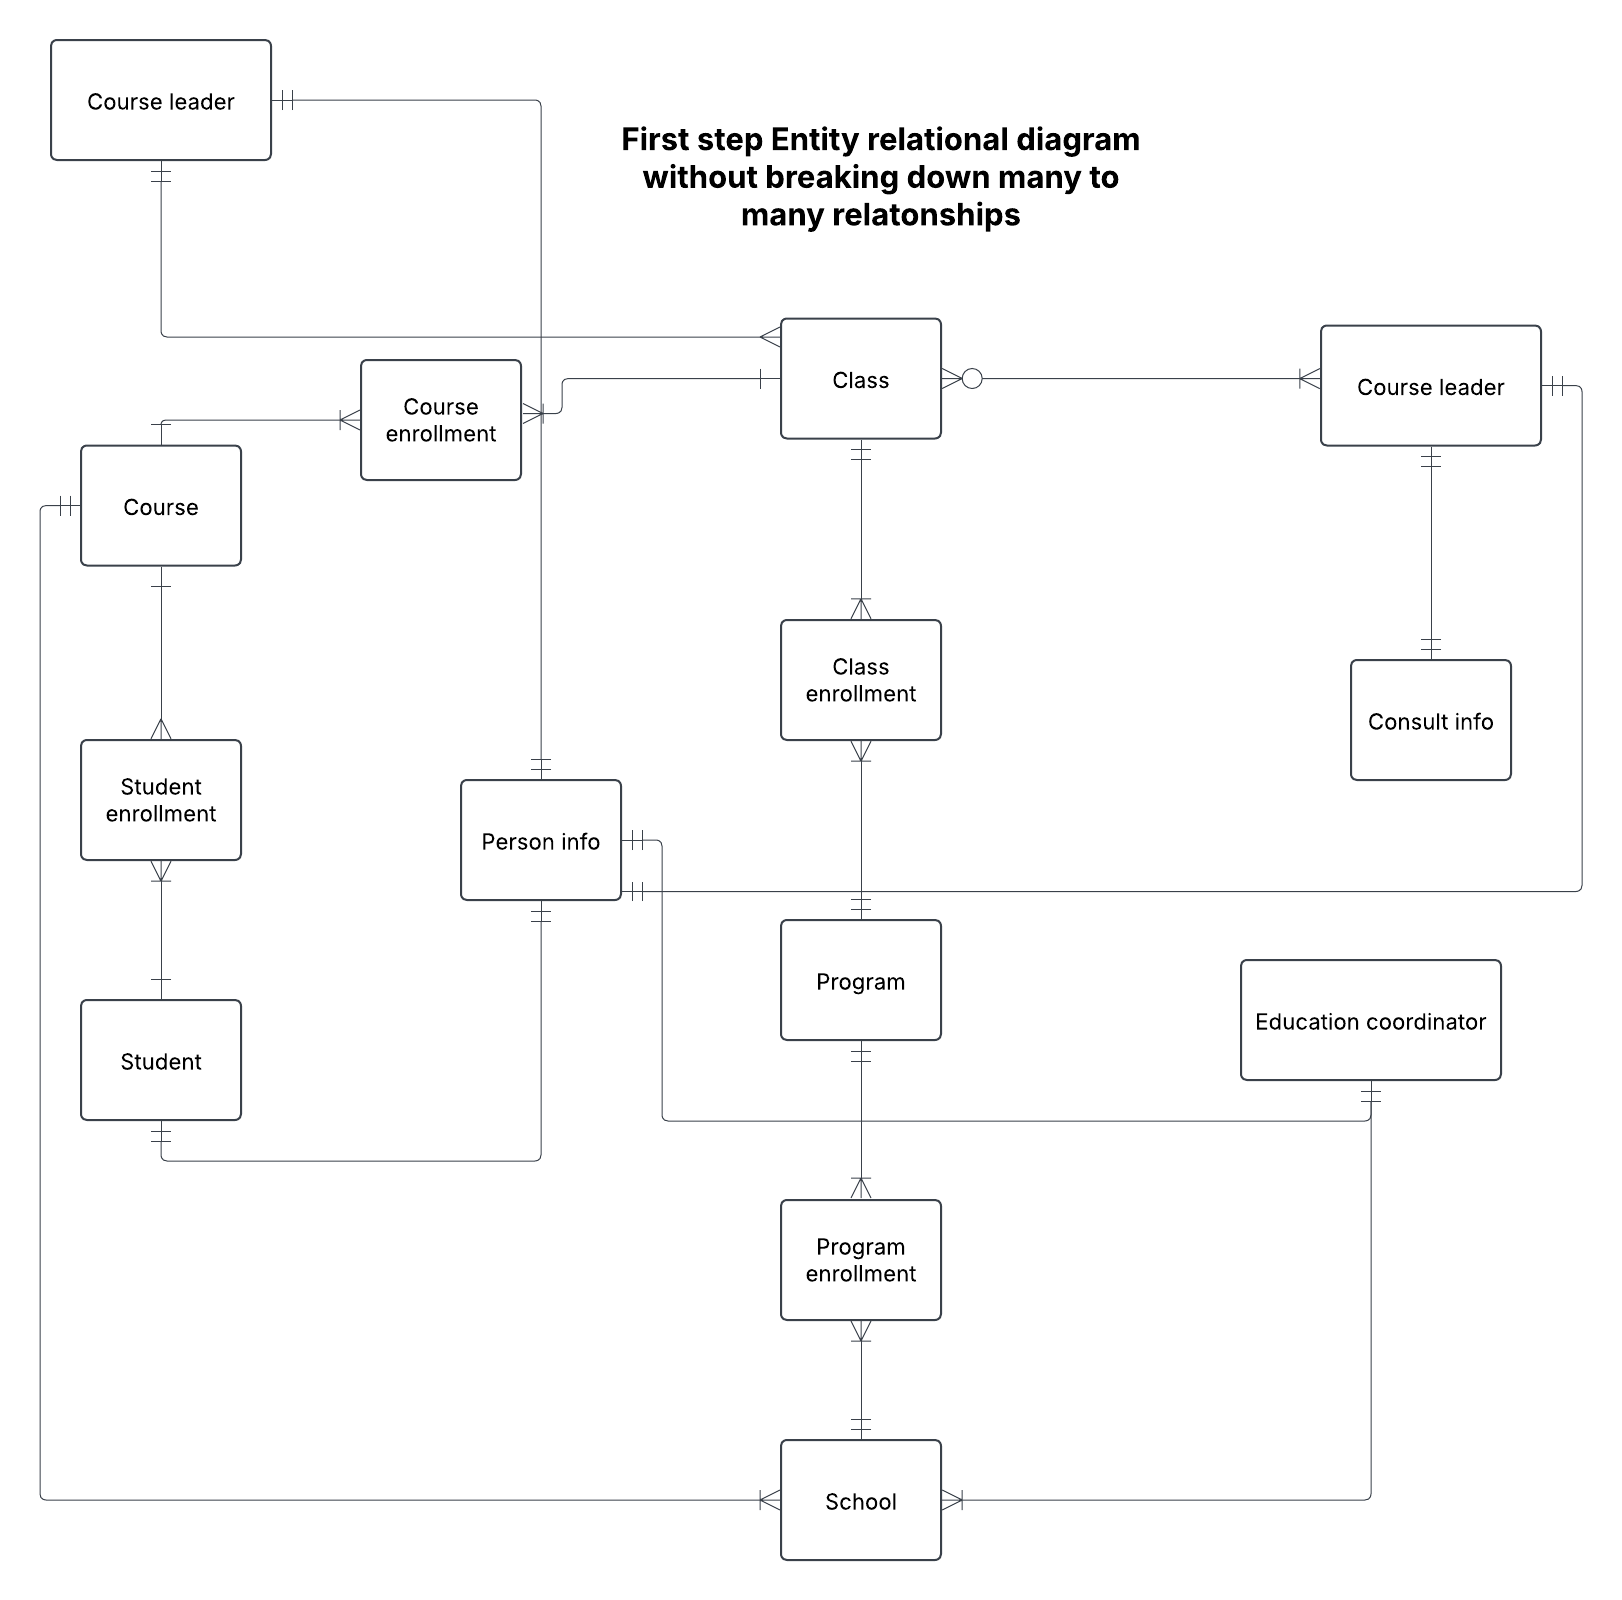 Course leader
First step Entity relational diagram
without breaking down many to
many relatonships
Class
Course leader
Course
enrollment
Course
Class
enrollment
Consult info
Student
enrollment
Person info
Program
Education coordinator
Student
Program
enrollment
School